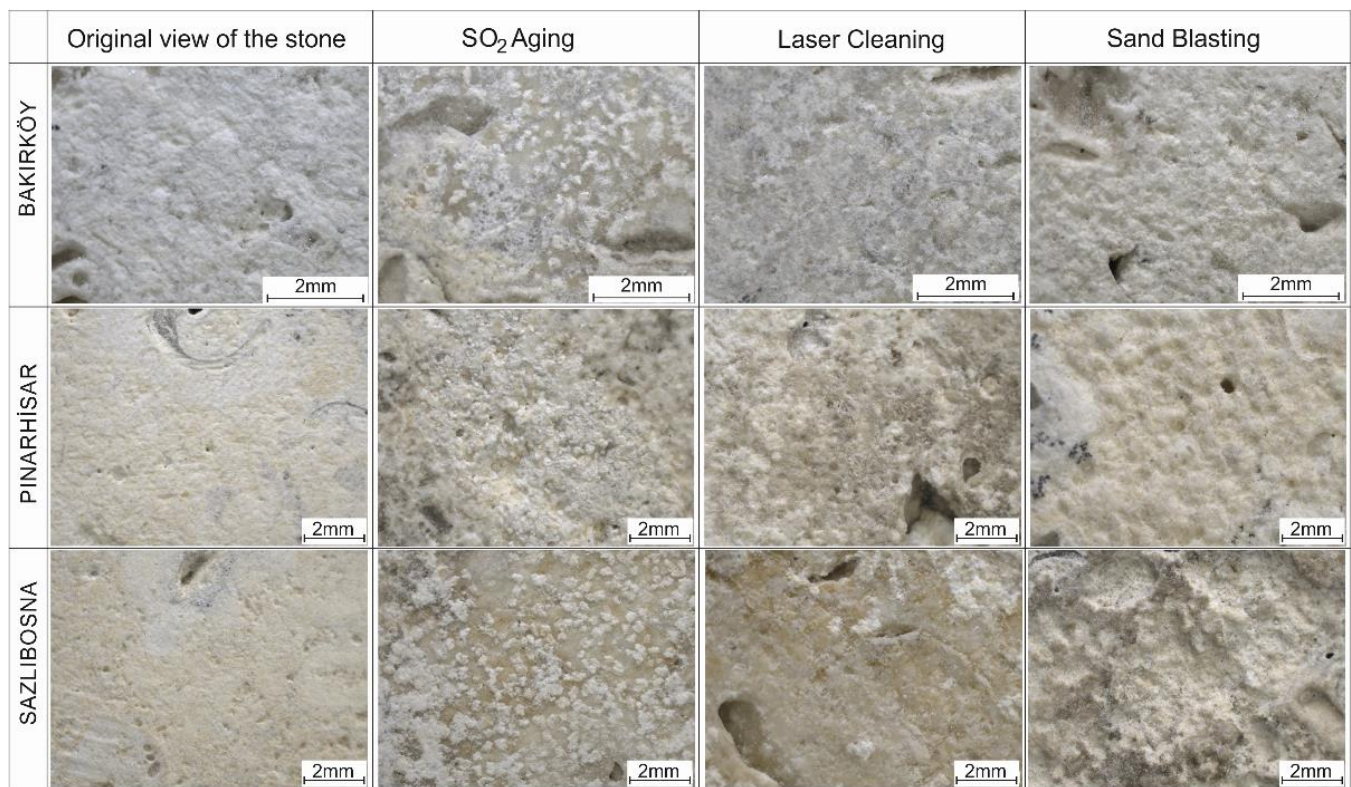 Original view of the stone
SO₂ Aging
Laser Cleaning
Sand Blasting
BAKIRKÖY
2mm
2mm
2mm
2mm
PINARHİSAR
2mm
2mm
2mm
2mm
SAZLIBOSNA
2mm
2mm
2mm
2mm